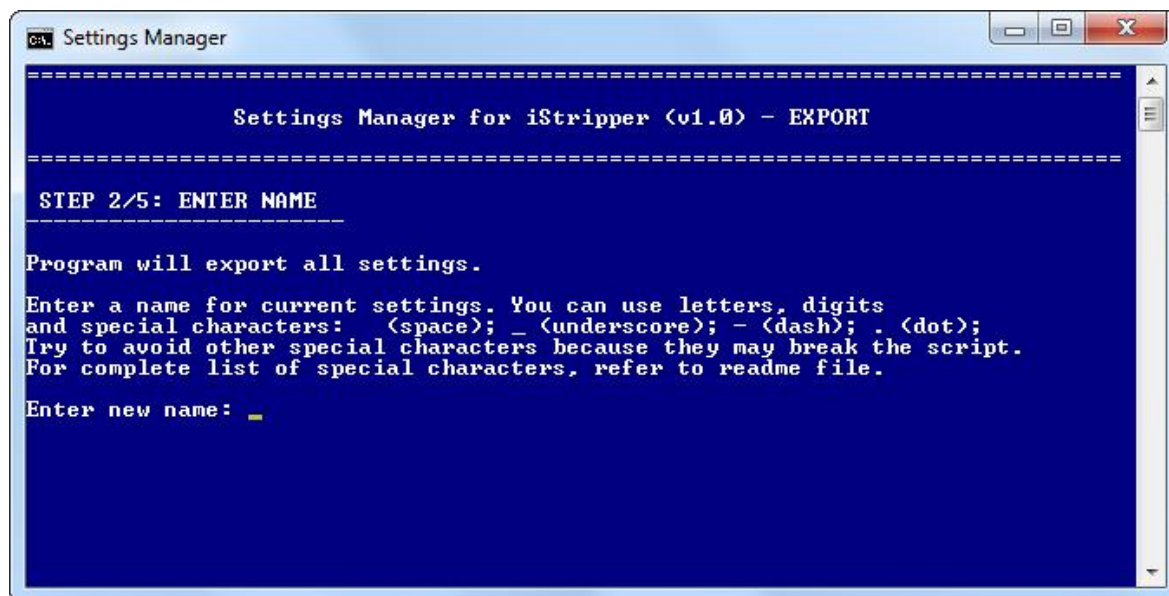 Settings Manager
================================================================================
Settings Manager for iStripper (v1.0) - EXPORT
================================================================================
STEP 2/5: ENTER NAME
-----------------------
Program will export all settings.
Enter a name for current settings. You can use letters, digits
and special characters:   (space); _ (underscore); - (dash); . (dot);
Try to avoid other special characters because they may break the script.
For complete list of special characters, refer to readme file.
Enter new name: _